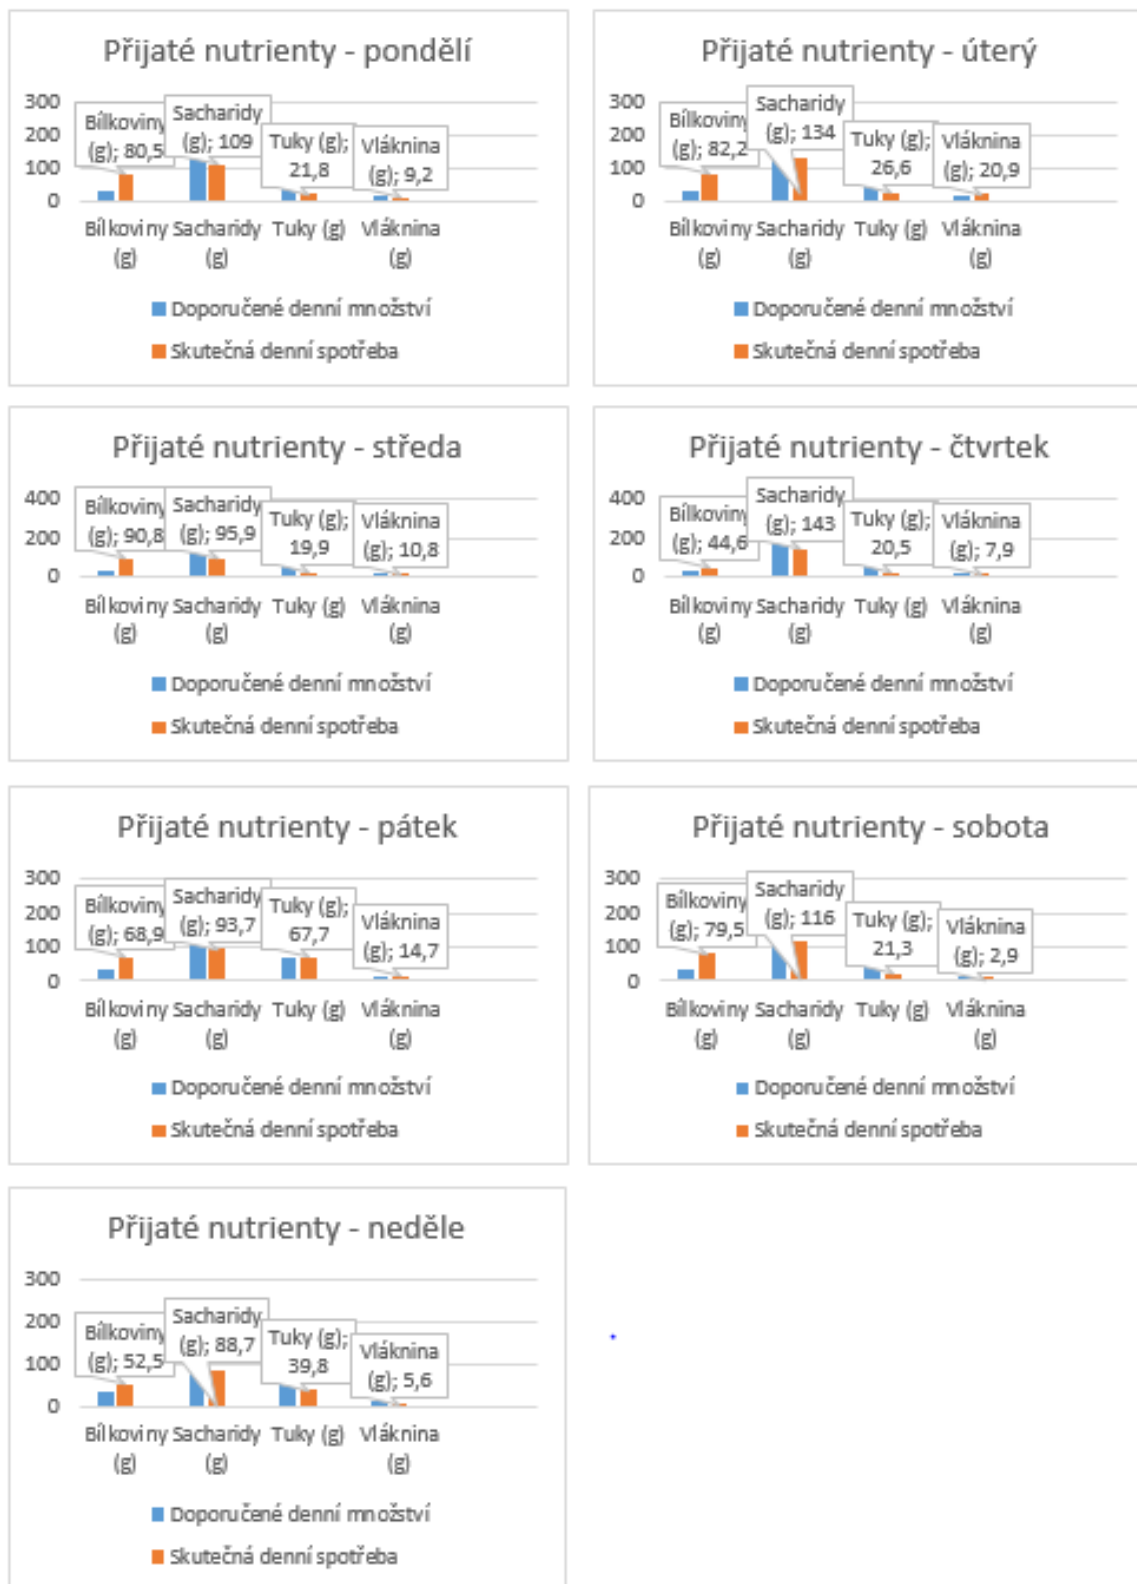 Přijaté nutrienty - pondělí
300
200
100
0
Bílkoviny
(g); 80,5
Sacharidy
(g); 109
Tuky (g);
21,8
Vláknina
(g); 9,2
Bílkoviny
(g)
Sacharidy
(g)
Tuky (g)
Vláknina
(g)
Doporučené denní množství
Skutečná denní spotřeba
Přijaté nutrienty - úterý
300
200
100
0
Bílkoviny
(g); 82,2
Sacharidy
(g); 134
Tuky (g);
26,6
Vláknina
(g); 20,9
Bílkoviny
(g)
Sacharidy
(g)
Tuky (g)
Vláknina
(g)
Doporučené denní množství
Skutečná denní spotřeba
Přijaté nutrienty - středa
400
200
0
Bílkoviny
(g); 90,8
Sacharidy
(g); 95,9
Tuky (g);
19,9
Vláknina
(g); 10,8
Bílkoviny
(g)
Sacharidy
(g)
Tuky (g)
Vláknina
(g)
Doporučené denní množství
Skutečná denní spotřeba
Přijaté nutrienty - čtvrtek
400
200
0
Bílkoviny
(g); 44,6
Sacharidy
(g); 143
Tuky (g);
20,5
Vláknina
(g); 7,9
Bílkoviny
(g)
Sacharidy
(g)
Tuky (g)
Vláknina
(g)
Doporučené denní množství
Skutečná denní spotřeba
Přijaté nutrienty - pátek
300
200
100
0
Bílkoviny
(g); 68,9
Sacharidy
(g); 93,7
Tuky (g);
67,7
Vláknina
(g); 14,7
Bílkoviny
(g)
Sacharidy
(g)
Tuky (g)
Vláknina
(g)
Doporučené denní množství
Skutečná denní spotřeba
Přijaté nutrienty - sobota
300
200
100
0
Bílkoviny
(g); 79,5
Sacharidy
(g); 116
Tuky (g);
21,3
Vláknina
(g); 2,9
Bílkoviny
(g)
Sacharidy
(g)
Tuky (g)
Vláknina
(g)
Doporučené denní množství
Skutečná denní spotřeba
Přijaté nutrienty - neděle
300
200
100
0
Bílkoviny
(g); 52,5
Sacharidy
(g); 88,7
Tuky (g);
39,8
Vláknina
(g); 5,6
Bílkoviny
(g)
Sacharidy
(g)
Tuky (g)
Vláknina
(g)
Doporučené denní množství
Skutečná denní spotřeba